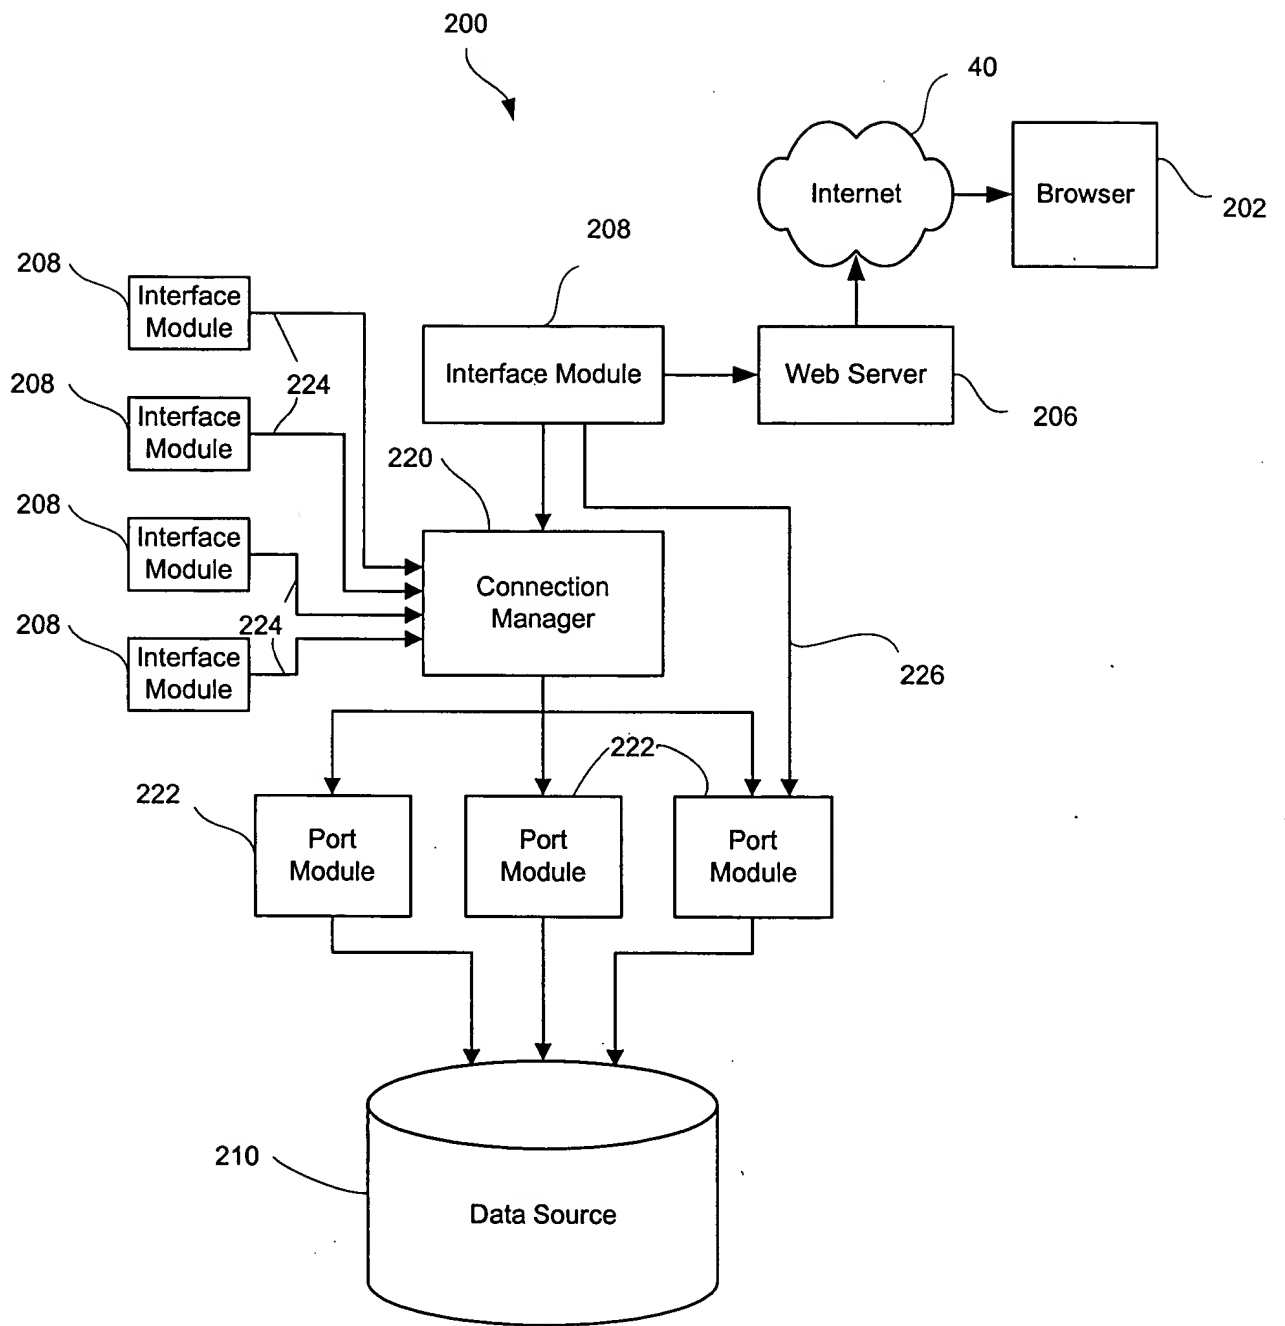 200
40
Internet
Browser
202
208
208
Interface
Module
224
Interface Module
Web Server
206
208
Interface
Module
220
208
Interface
Module
Connection
Manager
224
208
Interface
Module
226
222
222
Port
Module
Port
Module
Port
Module
210
Data Source